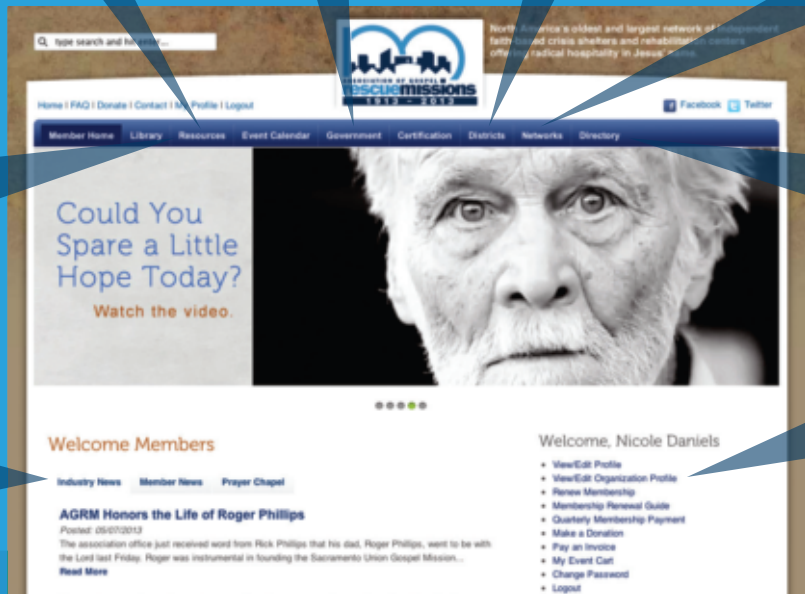 type search and hit enter...
ASSOCIATION OF GOSPEL
rescuemissions
1913 - 2013
North America's oldest and largest network of independent
faith-based crisis shelters and rehabilitation centers
offering radical hospitality in Jesus' name.
Home | FAQ | Donate | Contact | My Profile | Logout
Facebook Twitter
Member Home Library Resources Event Calendar Government Certification Districts Networks Directory
Could You
Spare a Little
Hope Today?
Watch the video.
Welcome Members
Industry News Member News Prayer Chapel
AGRM Honors the Life of Roger Phillips
Posted: 05/07/2013
The association office just received word from Rick Phillips that his dad, Roger Phillips, went to be with
the Lord last Friday. Roger was instrumental in founding the Sacramento Union Gospel Mission...
Read More
Welcome, Nicole Daniels
View/Edit Profile
View/Edit Organization Profile
Renew Membership
Membership Renewal Guide
Quarterly Membership Payment
Make a Donation
Pay an Invoice
My Event Cart
Change Password
Logout